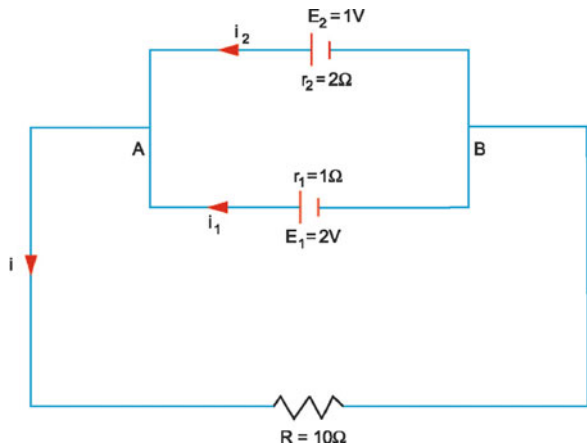 E₂=1V
i₂
r₂=2Ω
A
B
r₁=1Ω
i₁
E₁=2V
i
R = 10Ω